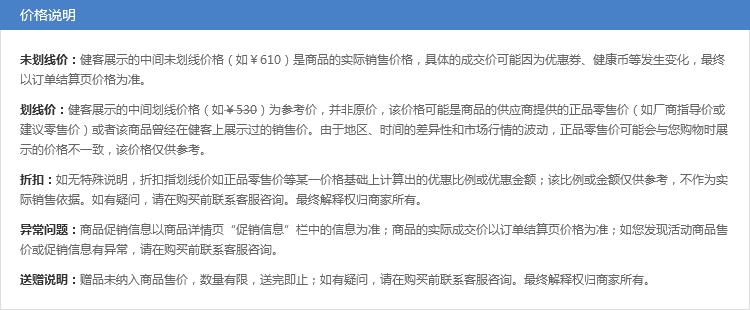 价格说明
未划线价：健客展示的中间未划线价格（如￥610）是商品的实际销售价格，具体的成交价可能因为优惠券、健康币等发生变化，最终
以订单结算页价格为准。
划线价：健客展示的中间划线价格（如￥530）为参考价，并非原价，该价格可能是商品的供应商提供的正品零售价（如厂商指导价或
建议零售价）或者该商品曾经在健客上展示过的销售价。由于地区、时间的差异性和市场行情的波动，正品零售价可能会与您购物时展
示的价格不一致，该价格仅供参考。
折扣：如无特殊说明，折扣指划线价如正品零售价等某一价格基础上计算出的优惠比例或优惠金额；该比例或金额仅供参考，不作为实
际销售依据。如有疑问，请在购买前联系客服咨询。最终解释权归商家所有。
异常问题：商品促销信息以商品详情页“促销信息”栏中的信息为准；商品的实际成交价以订单结算页价格为准；如您发现活动商品售
价或促销信息有异常，请在购买前联系客服咨询。
送赠说明：赠品未纳入商品售价，数量有限，送完即止；如有疑问，请在购买前联系客服咨询。最终解释权归商家所有。